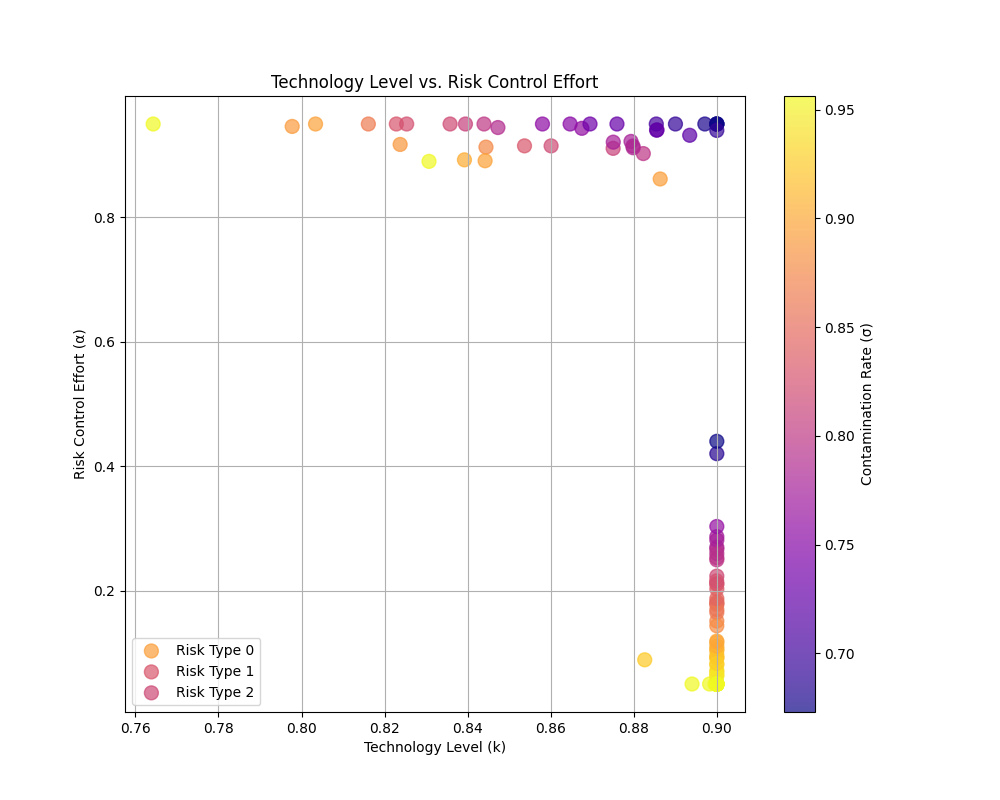 Technology Level vs. Risk Control Effort
Risk Control Effort (α)
0.8
0.6
0.4
0.2
0.76
0.78
0.80
0.82
0.84
0.86
0.88
0.90
Technology Level (k)
Risk Type 0
Risk Type 1
Risk Type 2
0.95
0.90
0.85
0.80
0.75
0.70
Contamination Rate (σ)